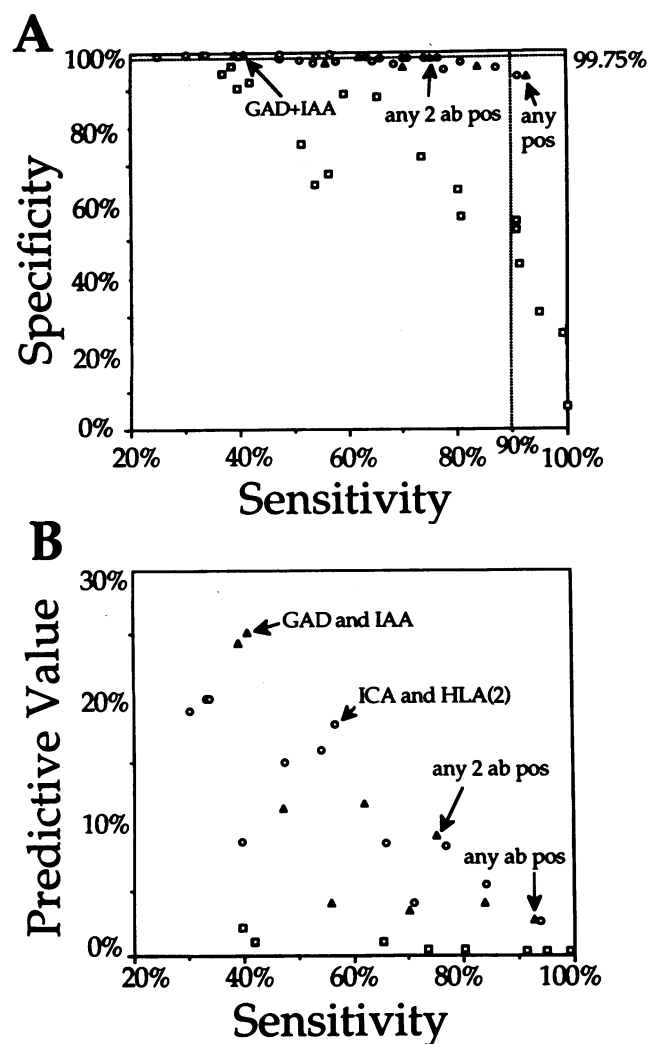 A
100%
99.75%
GAD+IAA
any 2 ab pos
any
pos
80%
60%
40%
20%
0%
Specificity
20%
40%
60%
80%
90%
100%
Sensitivity
B
30%
GAD and IAA
20%
ICA and HLA(2)
any 2 ab pos
10%
any ab pos
0%
Predictive Value
20%
40%
60%
80%
100%
Sensitivity